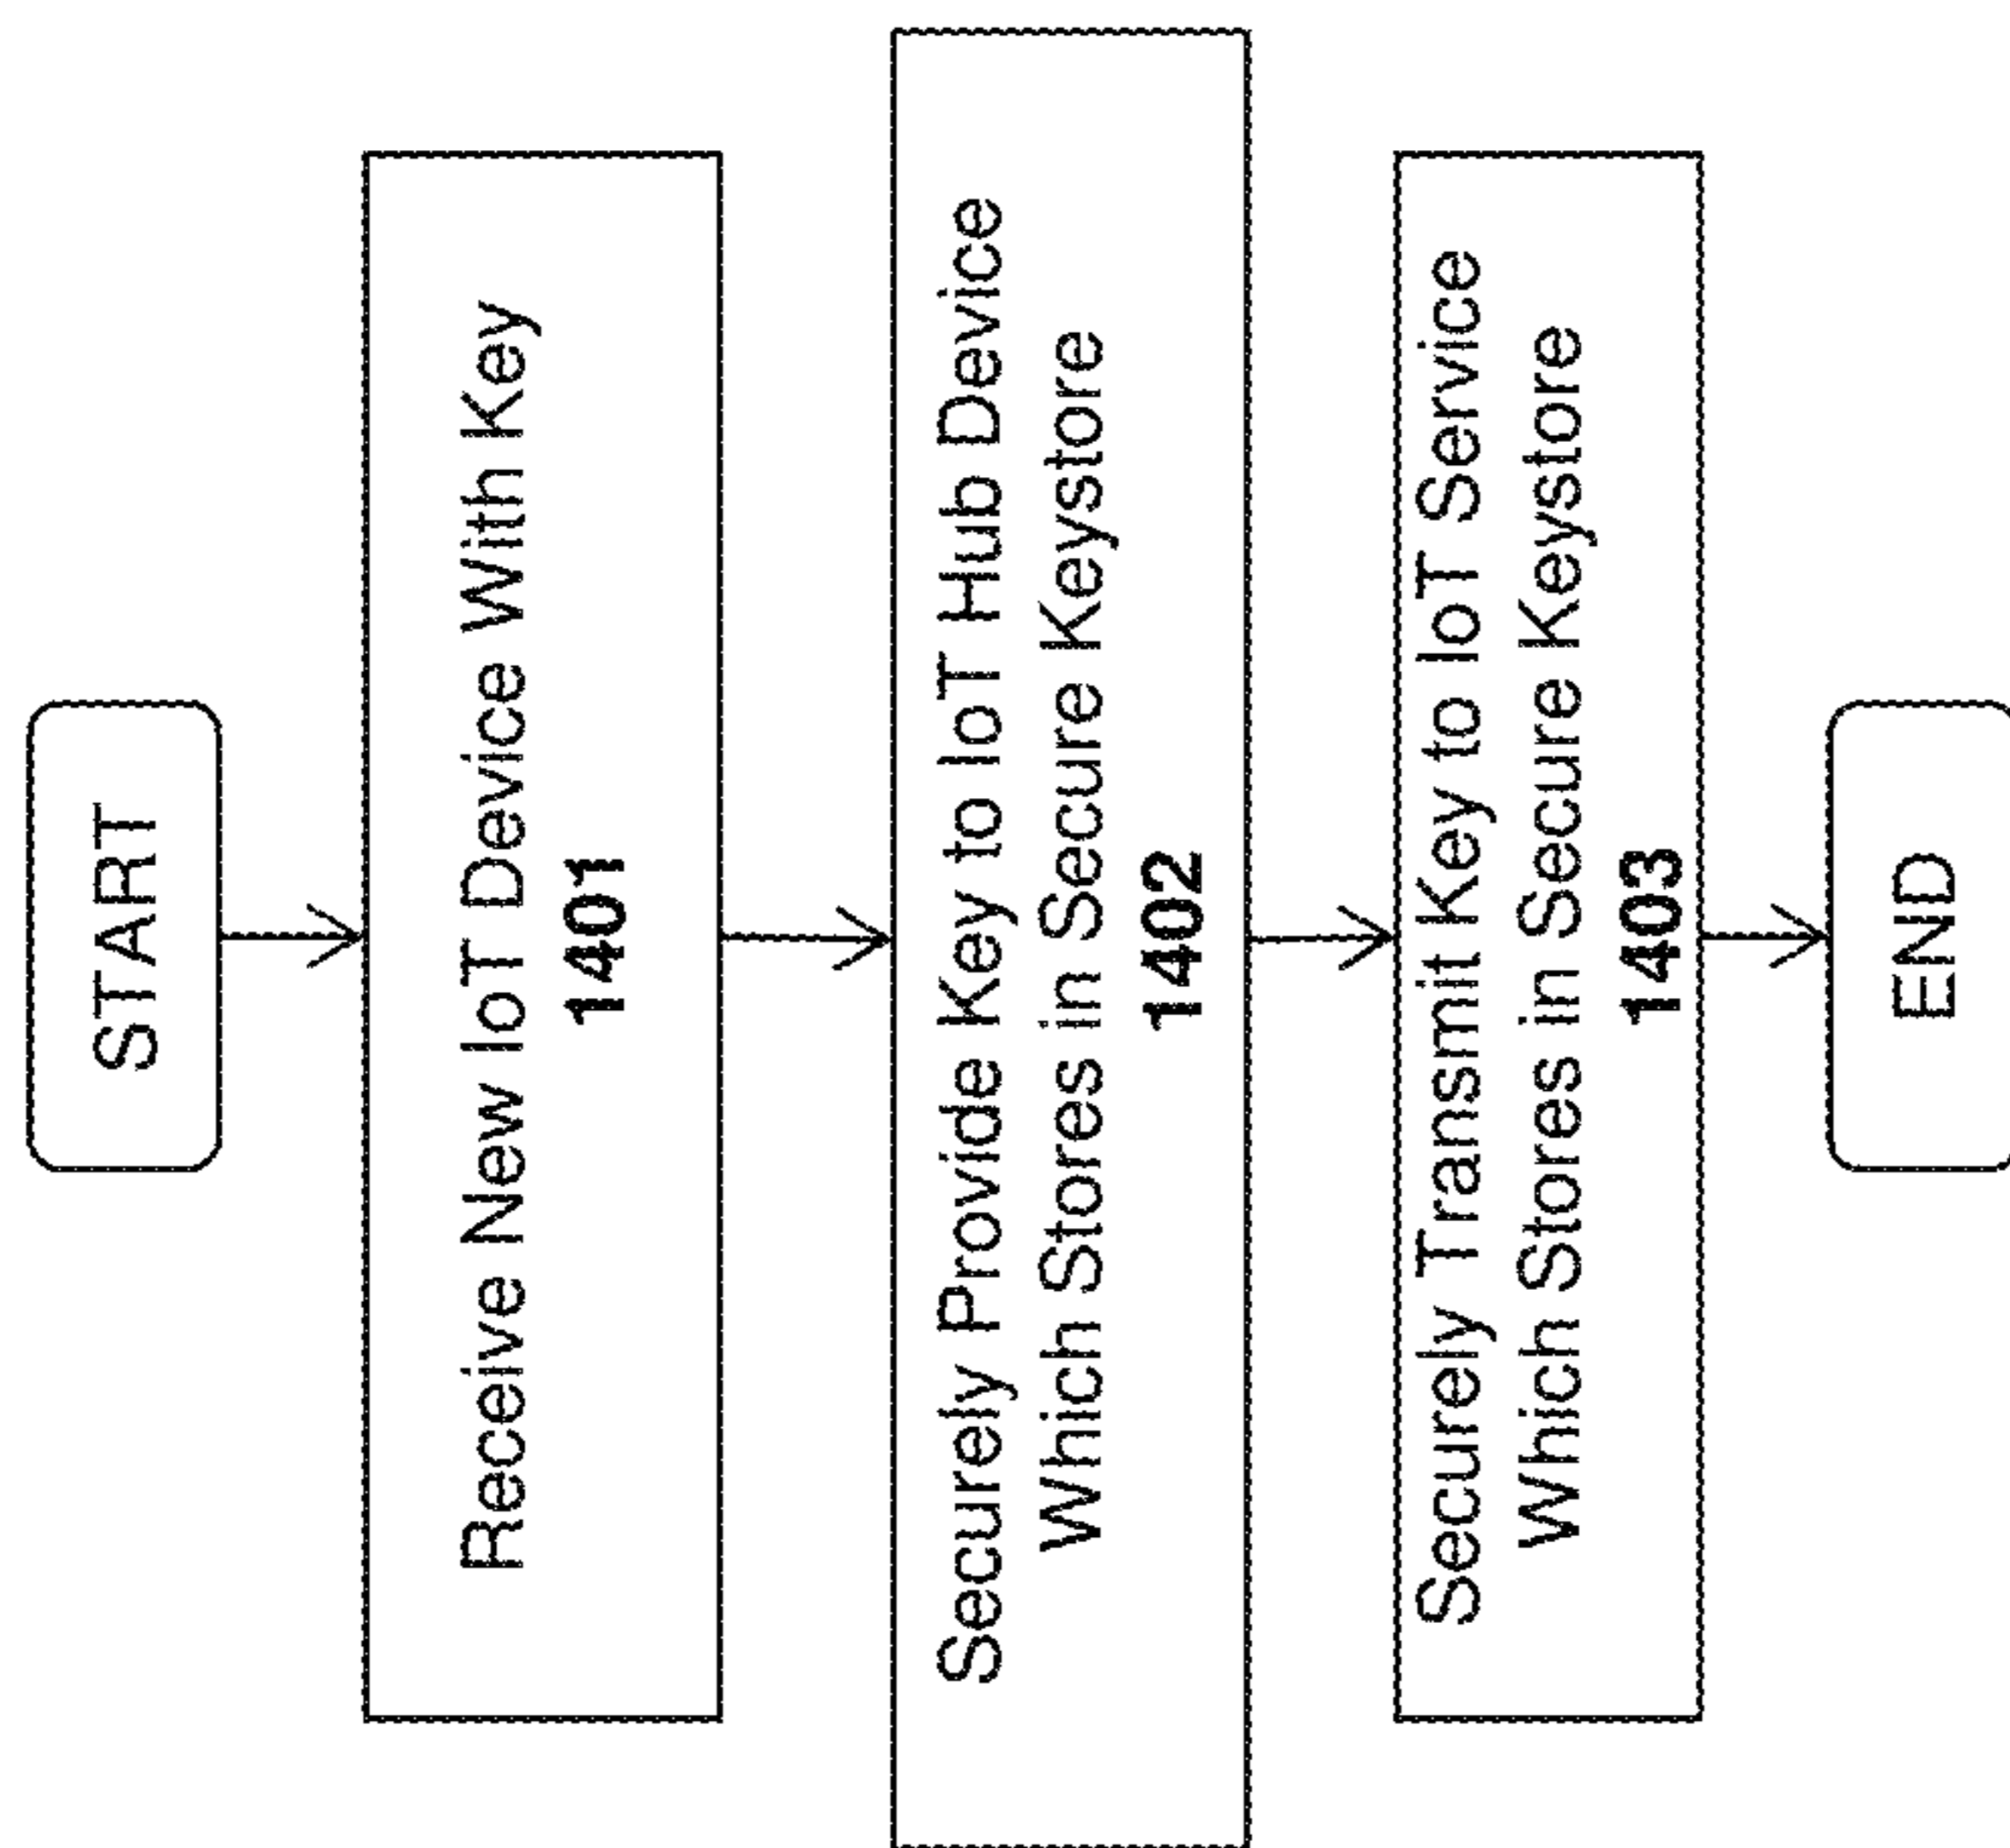 START
Receive New IoT Device With Key
1401
Securely Provide Key to IoT Hub Device
Which Stores in Secure Keystore
1402
Securely Transmit Key to IoT Service
Which Stores in Secure Keystore
1403
END